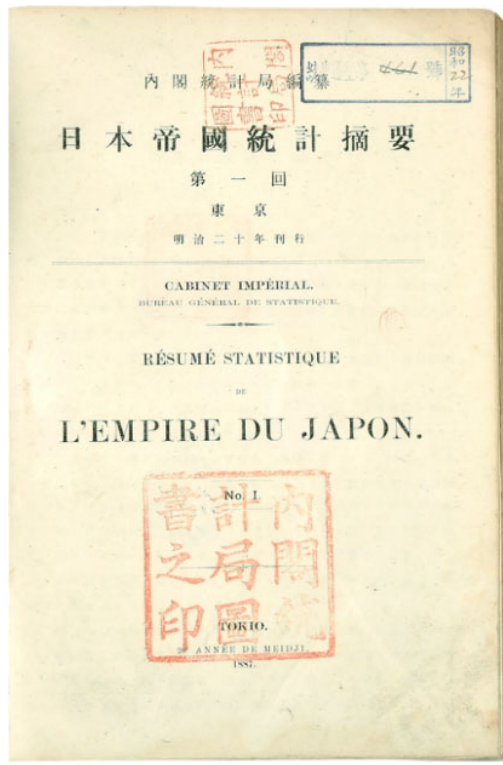 内閣統計局編纂
日本帝國統計摘要
第一回
東京
明治二十年刊行
441 號
昭和22年
CABINET IMPÉRIAL.
BUREAU GÉNÉRAL DE STATISTIQUE.
RÉSUMÉ STATISTIQUE
DE
L'EMPIRE DU JAPON.
No. I
內閣統
計局圖
書之印
TOKIO.
ANNÉE DE MEIDJI.
1887.